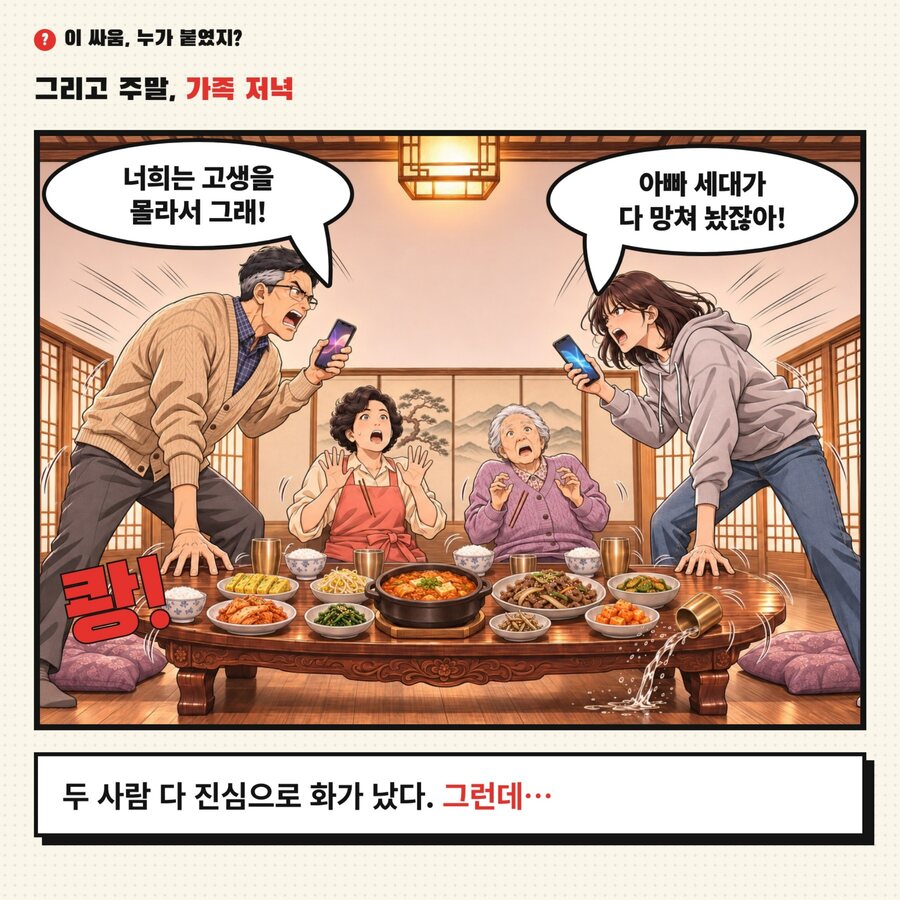 ? 이 싸움, 누가 붙였지?
그리고 주말, 가족 저녁
너희는 고생을
몰라서 그래!
아빠 세대가
다 망쳐 놨잖아!
쾅!
두 사람 다 진심으로 화가 났다. 그런데…